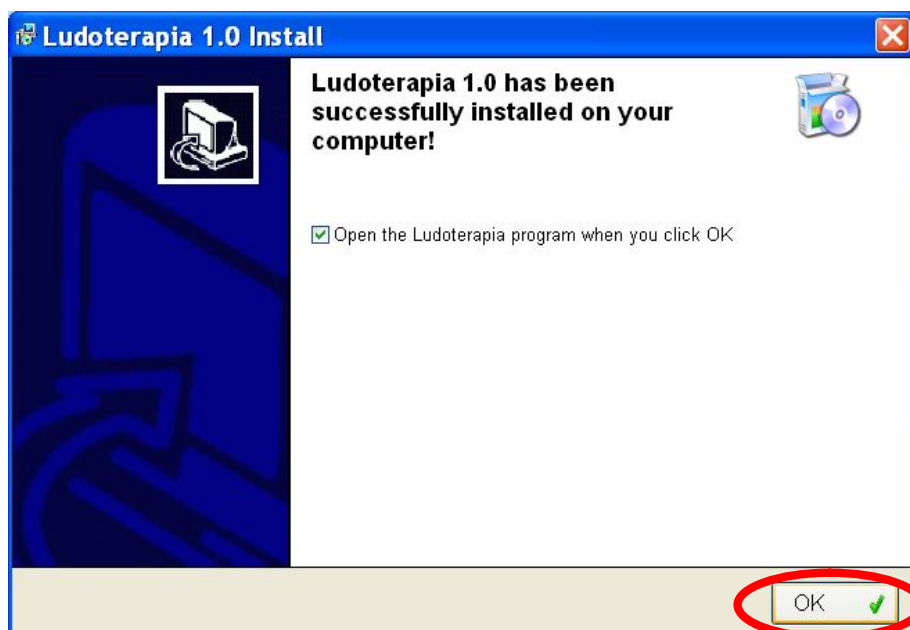 Ludoterapia 1.0 Install
Ludoterapia 1.0 has been
successfully installed on your
computer!
Open the Ludoterapia program when you click OK
OK